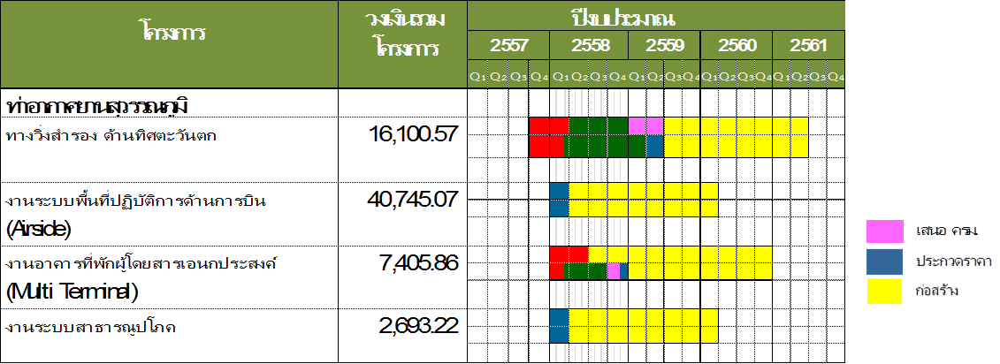 โครงการ
วงเงินรวม
โครงการ
ปีงบประมาณ
2557 2558 2559 2560 2561
Q1 Q2 Q3 Q4 Q1 Q2 Q3 Q4 Q1 Q2 Q3 Q4 Q1 Q2 Q3 Q4 Q1 Q2 Q3 Q4
ท่าอากาศยานสุวรรณภูมิ
ทางวิ่งสำรอง ด้านทิศตะวันตก 16,100.57
งานระบบพื้นที่ปฏิบัติการด้านการบิน 40,745.07
(Airside)
งานอาคารที่พักผู้โดยสารเอนกประสงค์ 7,405.86
(Multi Terminal)
งานระบบสาธารณูปโภค 2,693.22
เสนอ ครม.
ประกวดราคา
ก่อสร้าง